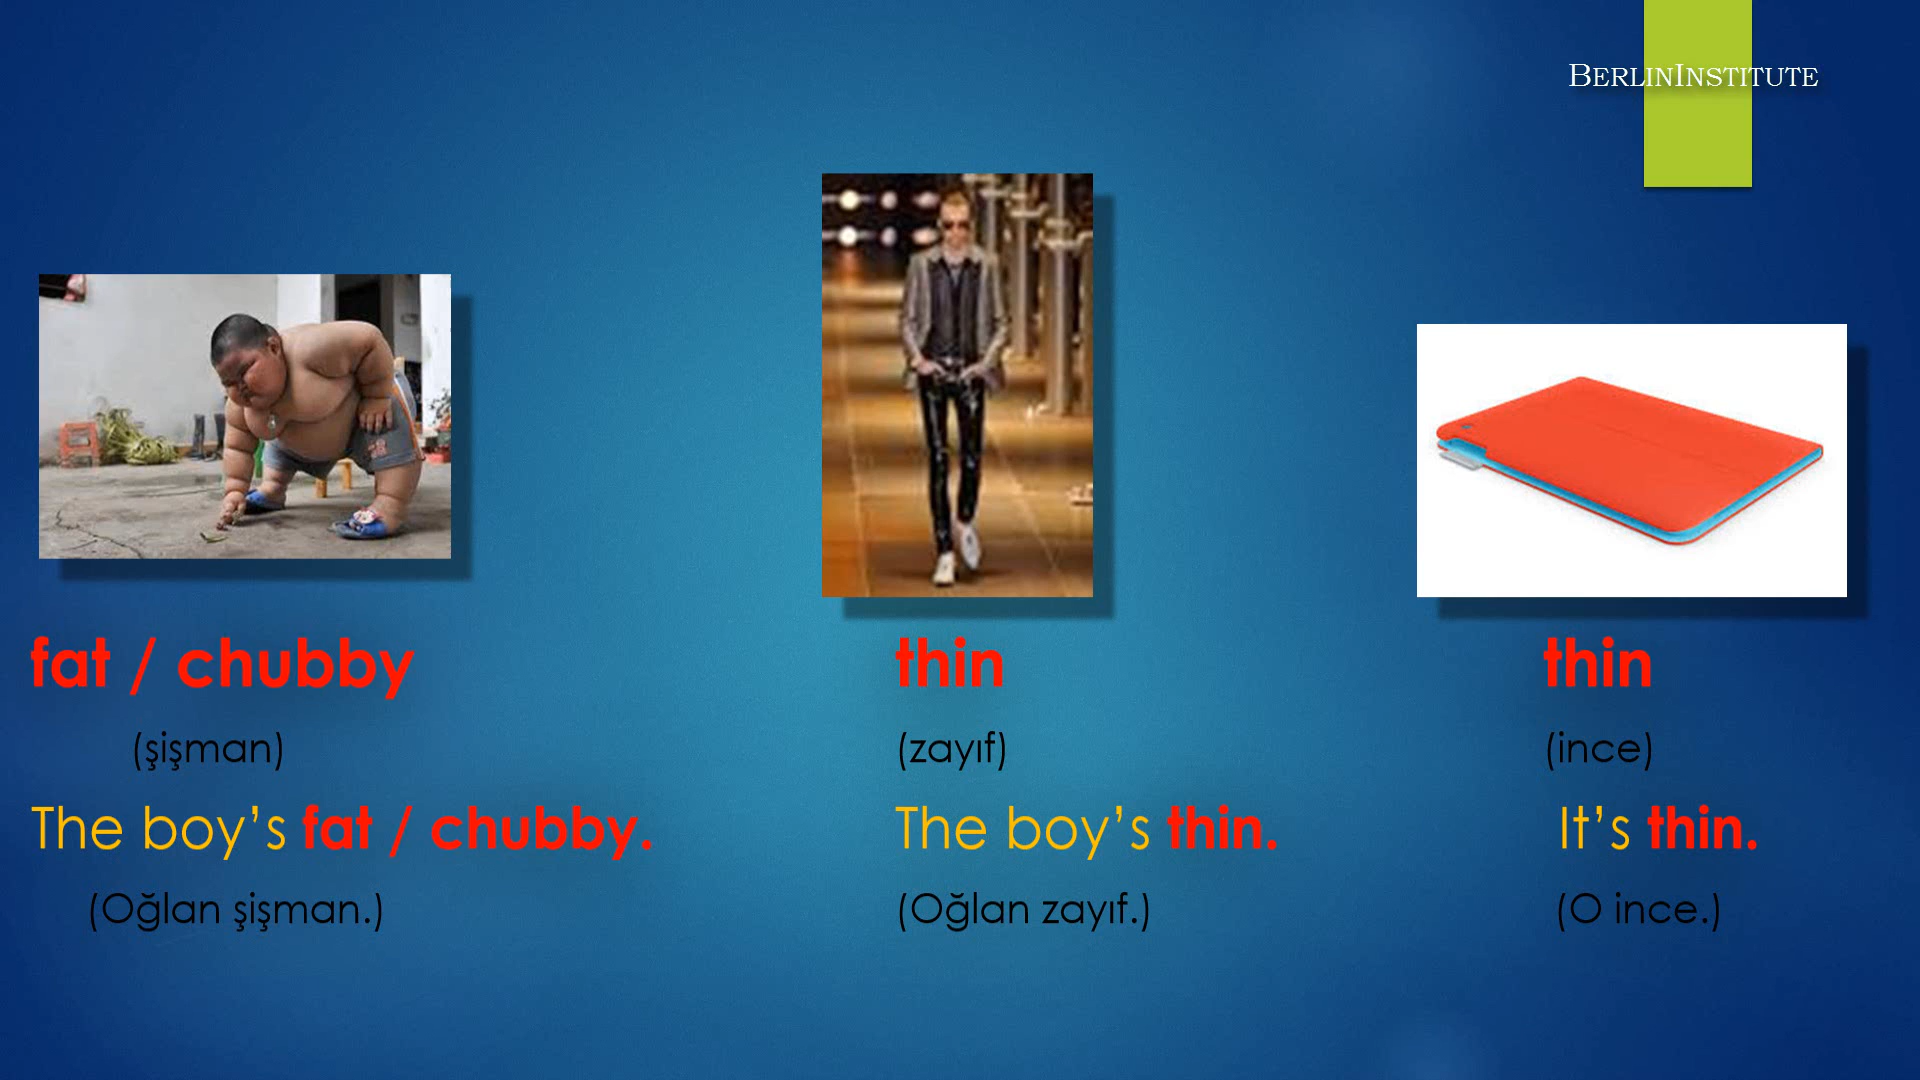 BERLININSTITUTE
fat / chubby
(şişman)
The boy’s fat / chubby.
(Oğlan şişman.)
thin
(zayıf)
The boy’s thin.
(Oğlan zayıf.)
thin
(ince)
It’s thin.
(O ince.)